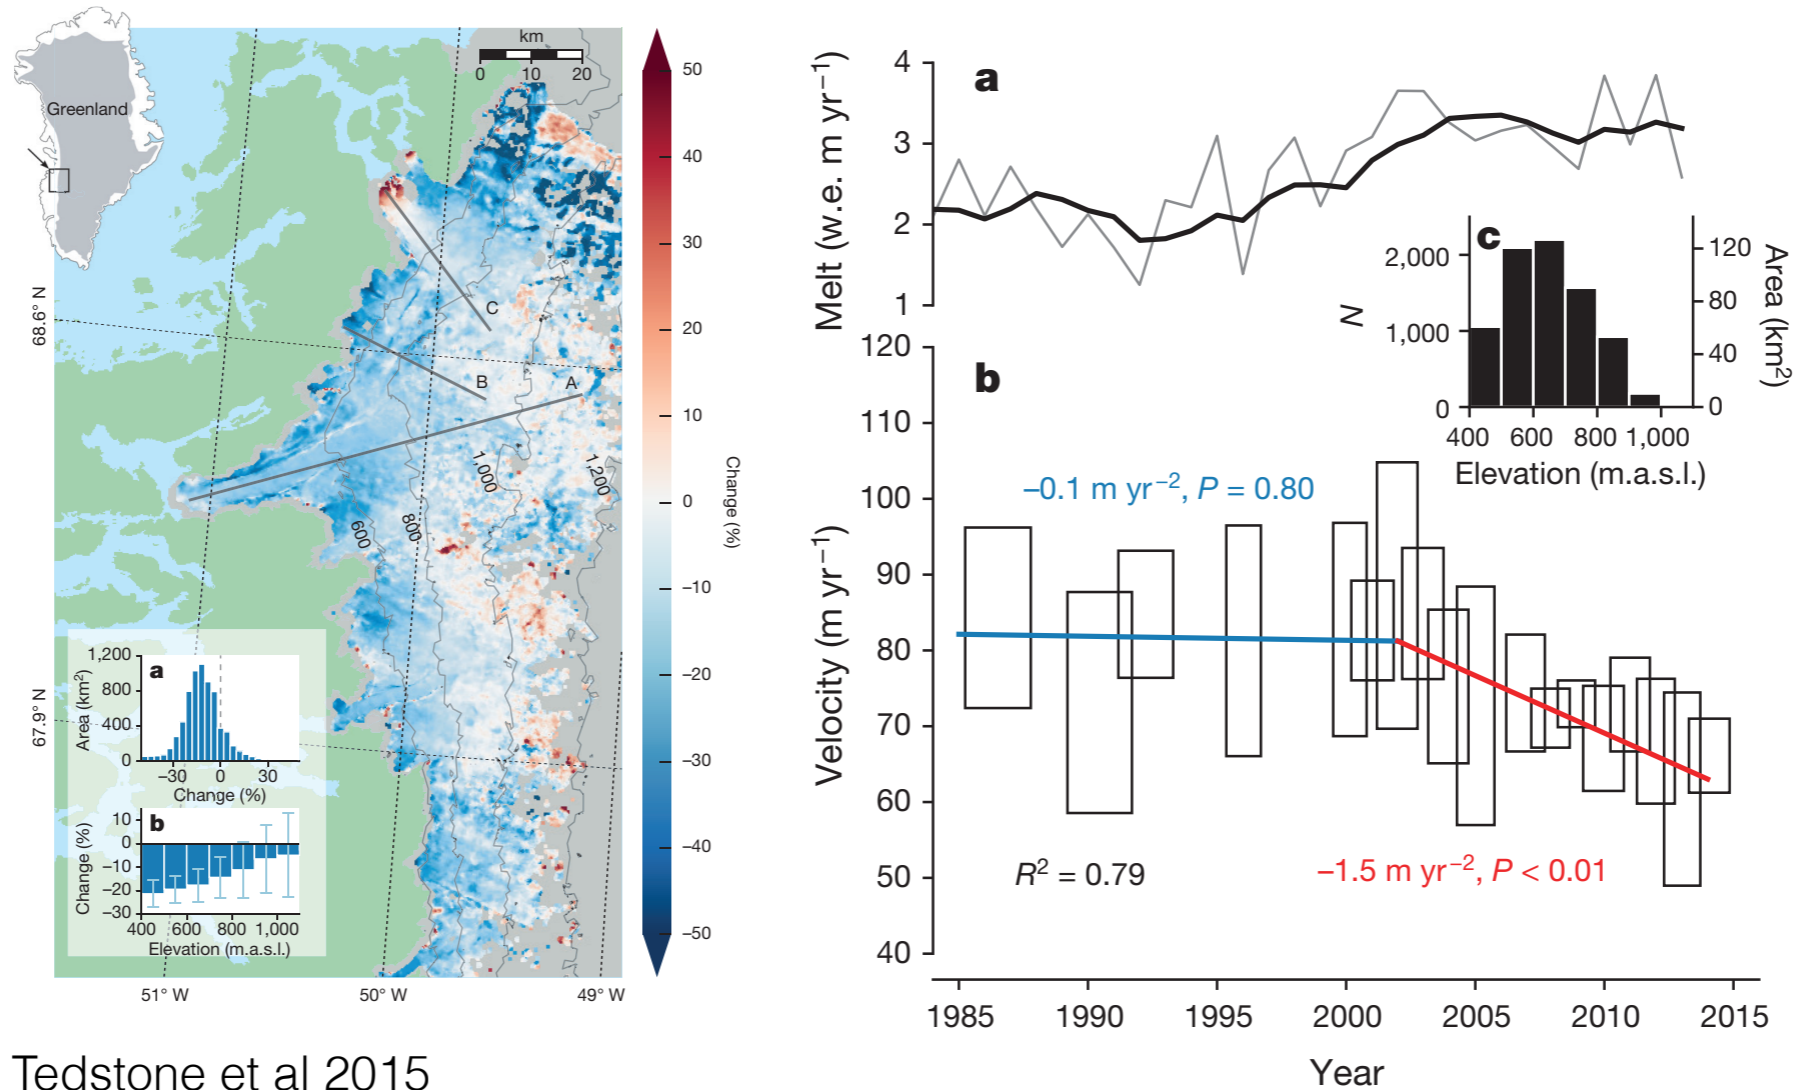 Greenland
km
0 10 20
50
40
30
20
10
0
−10
−20
−30
−40
−50
Change (%)
68.6° N
67.9° N
51° W
50° W
49° W
A
B
C
600
800
1,000
1,200
a
Area (km²)
1,200
800
400
0
−30 0 30
Change (%)
b
Change (%)
10
0
−10
−20
−30
400 600 800 1,000
Elevation (m.a.s.l.)
Tedstone et al 2015
a
Melt (w.e. m yr⁻¹)
4
3
2
1
c
N
2,000
1,000
0
120
80
40
0
Area (km²)
400 600 800 1,000
Elevation (m.a.s.l.)
b
Velocity (m yr⁻¹)
120
110
100
90
80
70
60
50
40
−0.1 m yr⁻², P = 0.80
R² = 0.79
−1.5 m yr⁻², P < 0.01
1985 1990 1995 2000 2005 2010 2015
Year